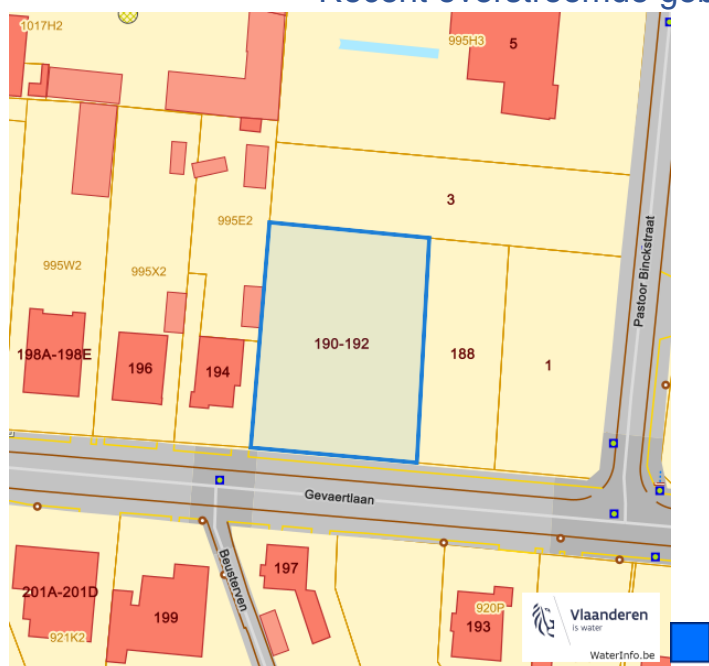 1017H2
995H3
5
3
995E2
995W2
995X2
Pastoor Binckstraat
190-192
198A-198E
196
194
188
1
Gevaertlaan
Beusterven
197
201A-201D
199
921K2
920P
193
Vlaanderen
is water
WaterInfo.be